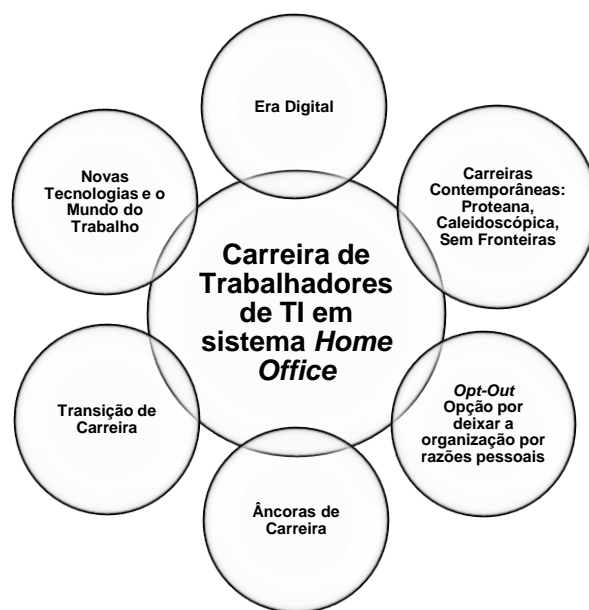 Era Digital
Novas
Tecnologias e o
Mundo do
Trabalho
Carreiras
Contemporâneas:
Proteana,
Caleidoscópica,
Sem Fronteiras
Carreira de
Trabalhadores
de TI em
sistema Home
Office
Transição de
Carreira
Opt-Out
Opção por
deixar a
organização por
razões pessoais
Âncoras de
Carreira